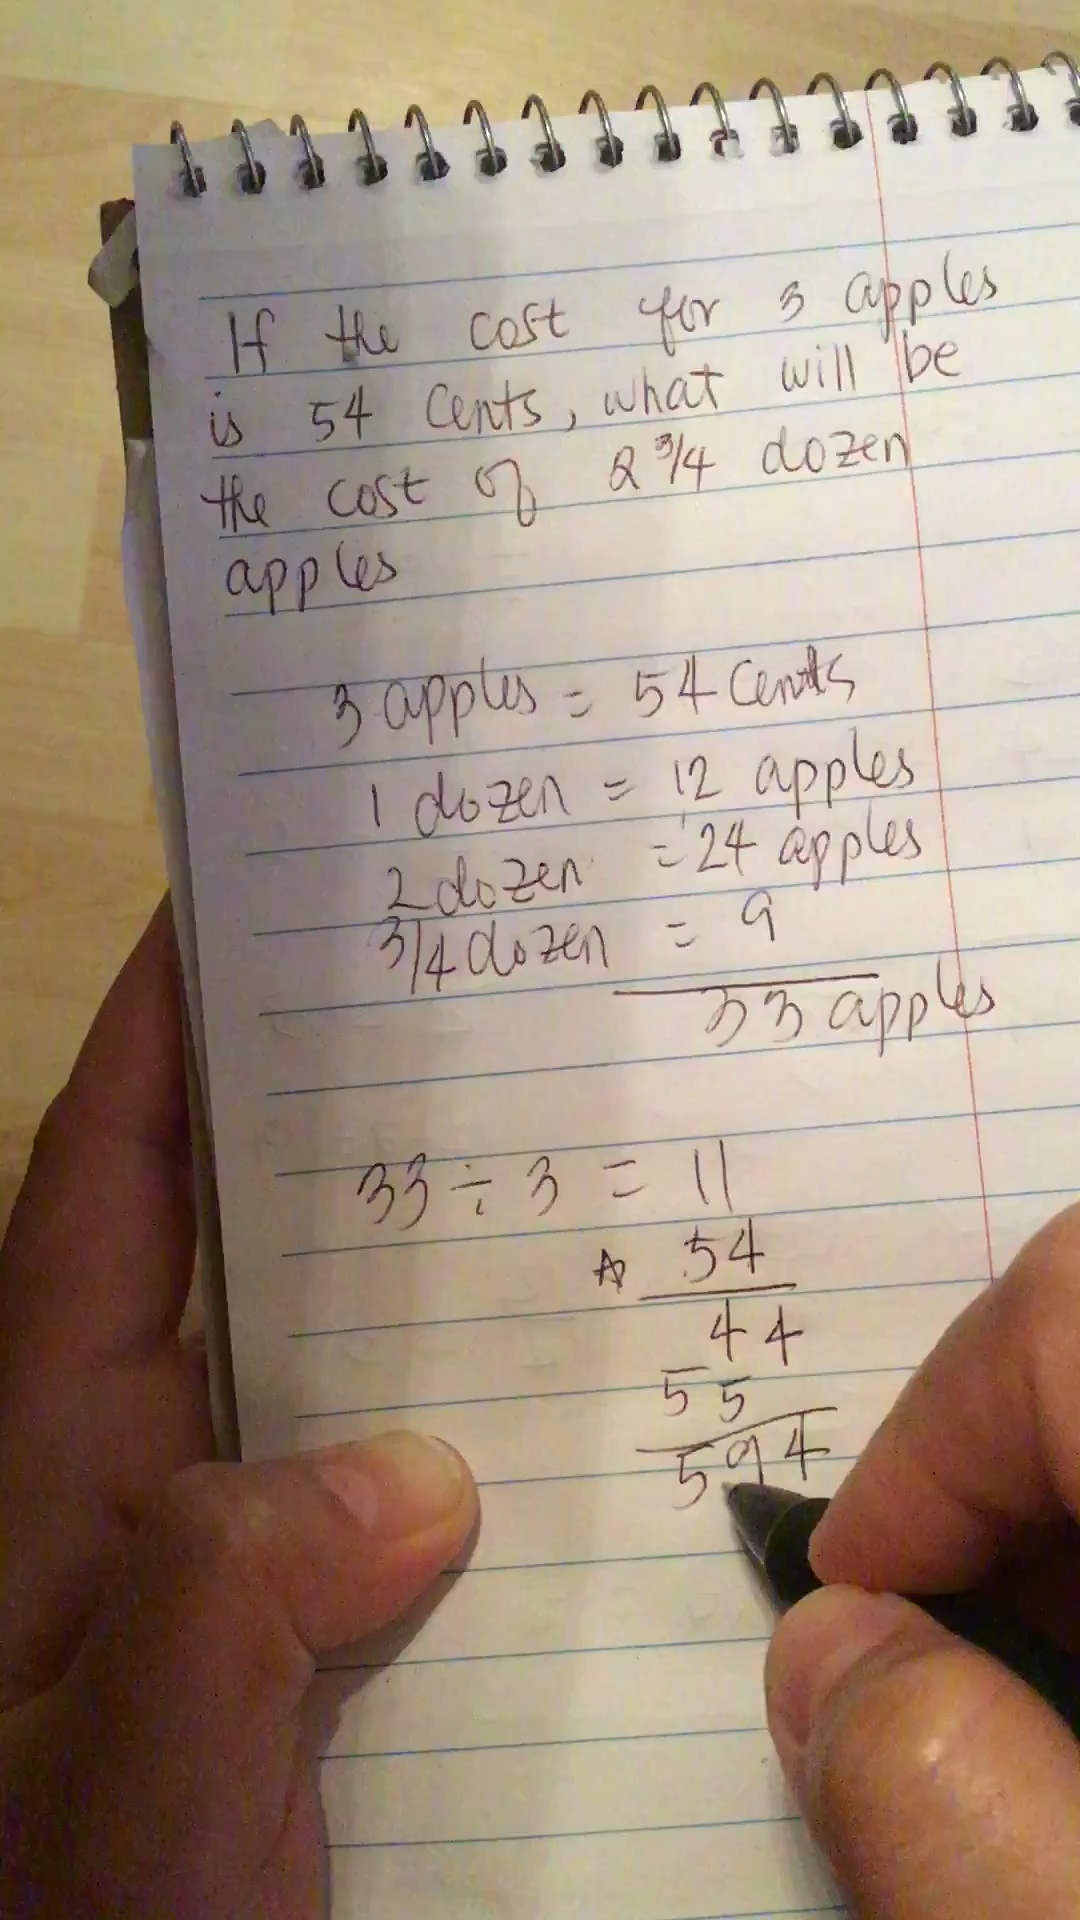 If the cost for 3 apples
is 54 Cents, what will be
the cost of 2 3/4 dozen
apples
3 apples = 54 Cents
1 dozen = 12 apples
2 dozen = 24 apples
3/4 dozen = 9
33 apples
33 ÷ 3 = 11
54
44
55
594